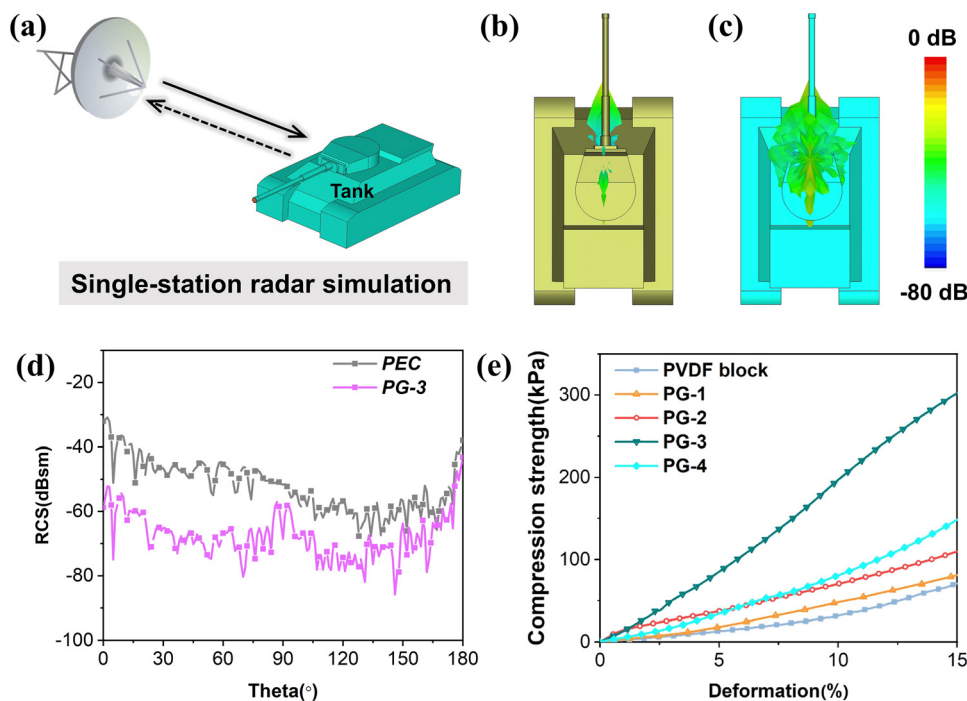 (a)
Tank
Single-station radar simulation
(b)
(c)
0 dB
-80 dB
(d)
PEC
PG-3
-20
-40
-60
-80
-100
RCS(dBsm)
0
30
60
90
120
150
180
Theta(°)
(e)
PVDF block
PG-1
PG-2
PG-3
PG-4
300
200
100
0
Compression strength(kPa)
0
5
10
15
Deformation(%)